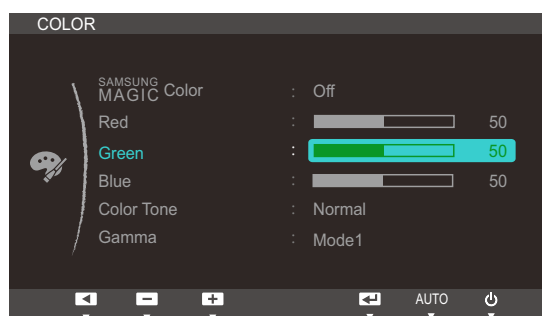 COLOR
SAMSUNG MAGIC Color : Off
Red : 50
Green : 50
Blue : 50
Color Tone : Normal
Gamma : Mode1
AUTO